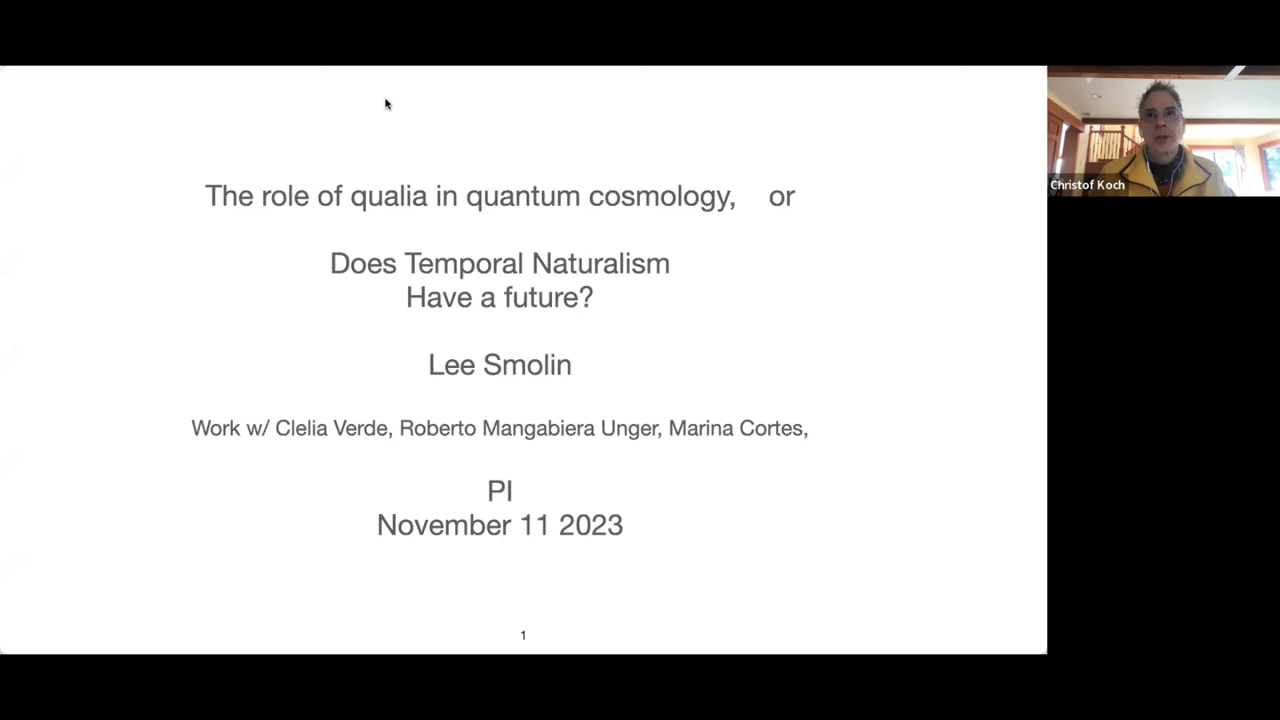 The role of qualia in quantum cosmology, or
Does Temporal Naturalism
Have a future?
Lee Smolin
Work w/ Clelia Verde, Roberto Mangabiera Unger, Marina Cortes,
PI
November 11 2023
1
Christof Koch